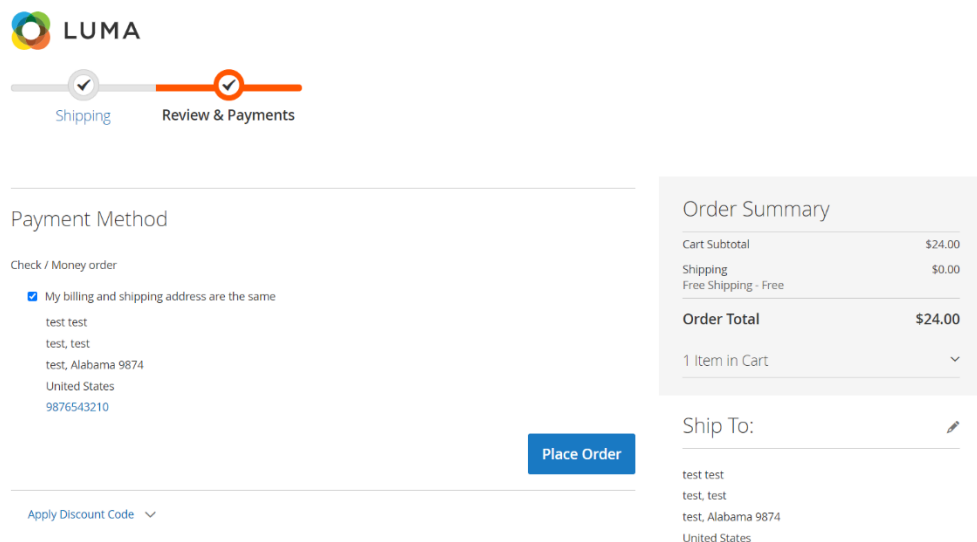 LUMA
Shipping
Review & Payments
Payment Method
Check / Money order
My billing and shipping address are the same
test test
test, test
test, Alabama 9874
United States
9876543210
Place Order
Apply Discount Code
Order Summary
Cart Subtotal $24.00
Shipping $0.00
Free Shipping - Free
Order Total $24.00
1 Item in Cart
Ship To:
test test
test, test
test, Alabama 9874
United States